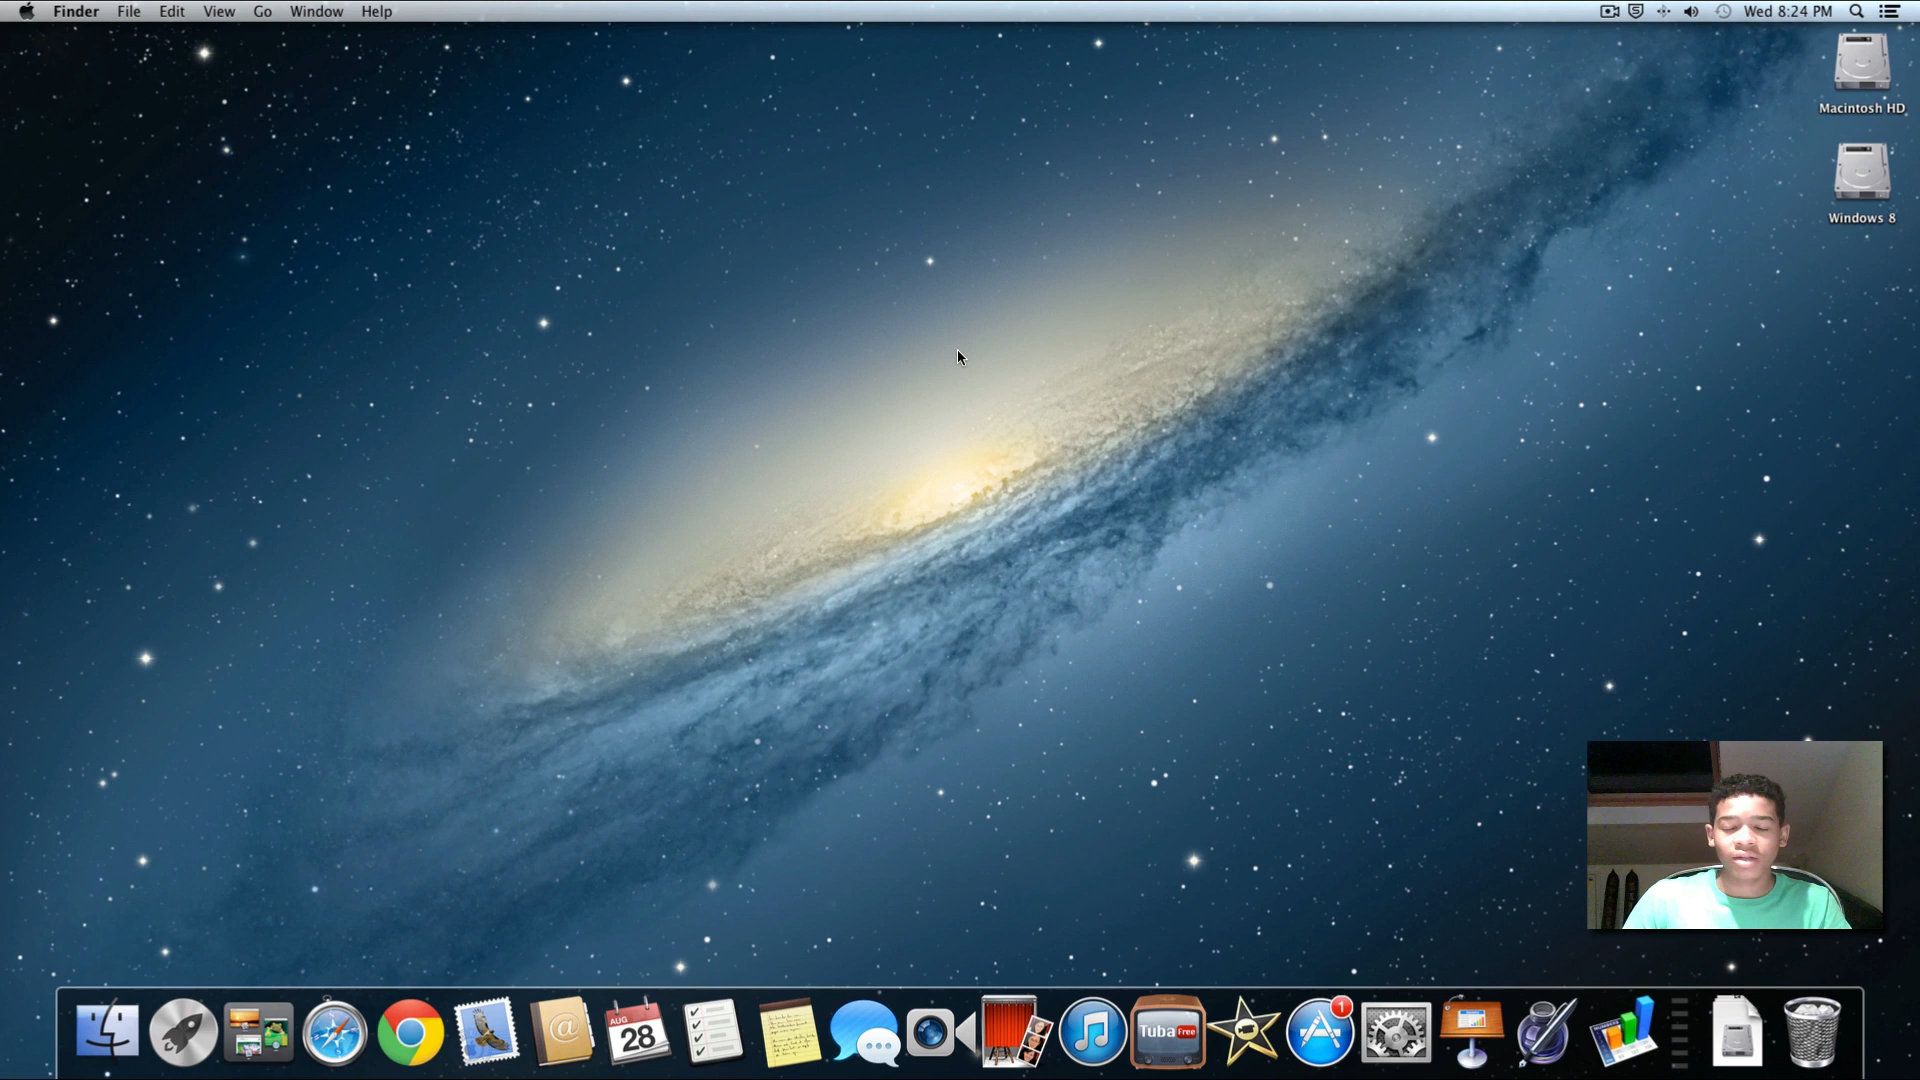 Finder File Edit View Go Window Help
Wed 8:24 PM
Macintosh HD
Windows 8
AUG
28
@
Tuba Free
1